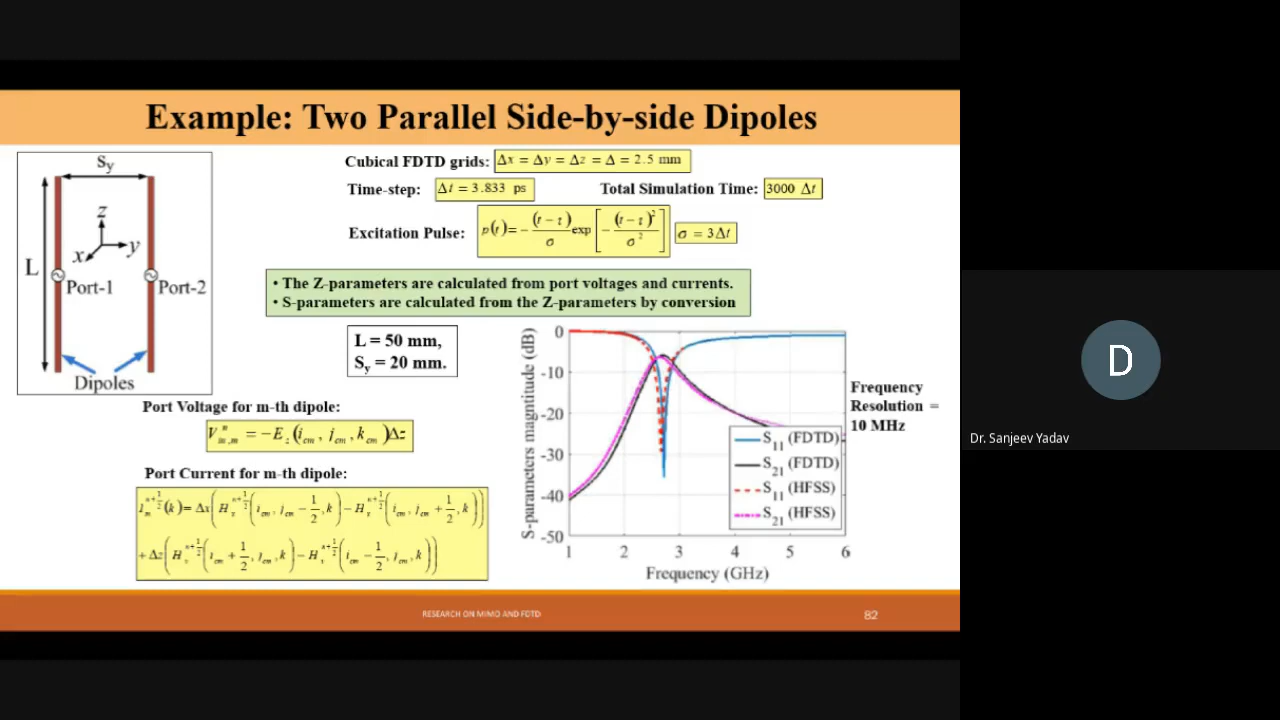 Example: Two Parallel Side-by-side Dipoles
Sy
z
y
x
L
Port-1
Port-2
Dipoles
Cubical FDTD grids: Δx = Δy = Δz = Δ = 2.5 mm
Time-step: Δt = 3.833 ps
Total Simulation Time: 3000 Δt
Excitation Pulse: p(t) = - (t - τ)/σ exp[-(t - τ)²/σ²] σ = 3Δt
• The Z-parameters are calculated from port voltages and currents.
• S-parameters are calculated from the Z-parameters by conversion
L = 50 mm,
Sy = 20 mm.
Port Voltage for m-th dipole:
= -E_z(i_cm, j_cm, k_cm)Δz
Port Current for m-th dipole:
S-parameters magntitude (dB)
0
-10
-20
-30
-40
-50
1 2 3 4 5 6
Frequency (GHz)
S11 (FDTD)
S21 (FDTD)
S11 (HFSS)
S21 (HFSS)
Frequency
Resolution =
10 MHz
RESEARCH ON MIMO AND FDTD
82
D
Dr. Sanjeev Yadav